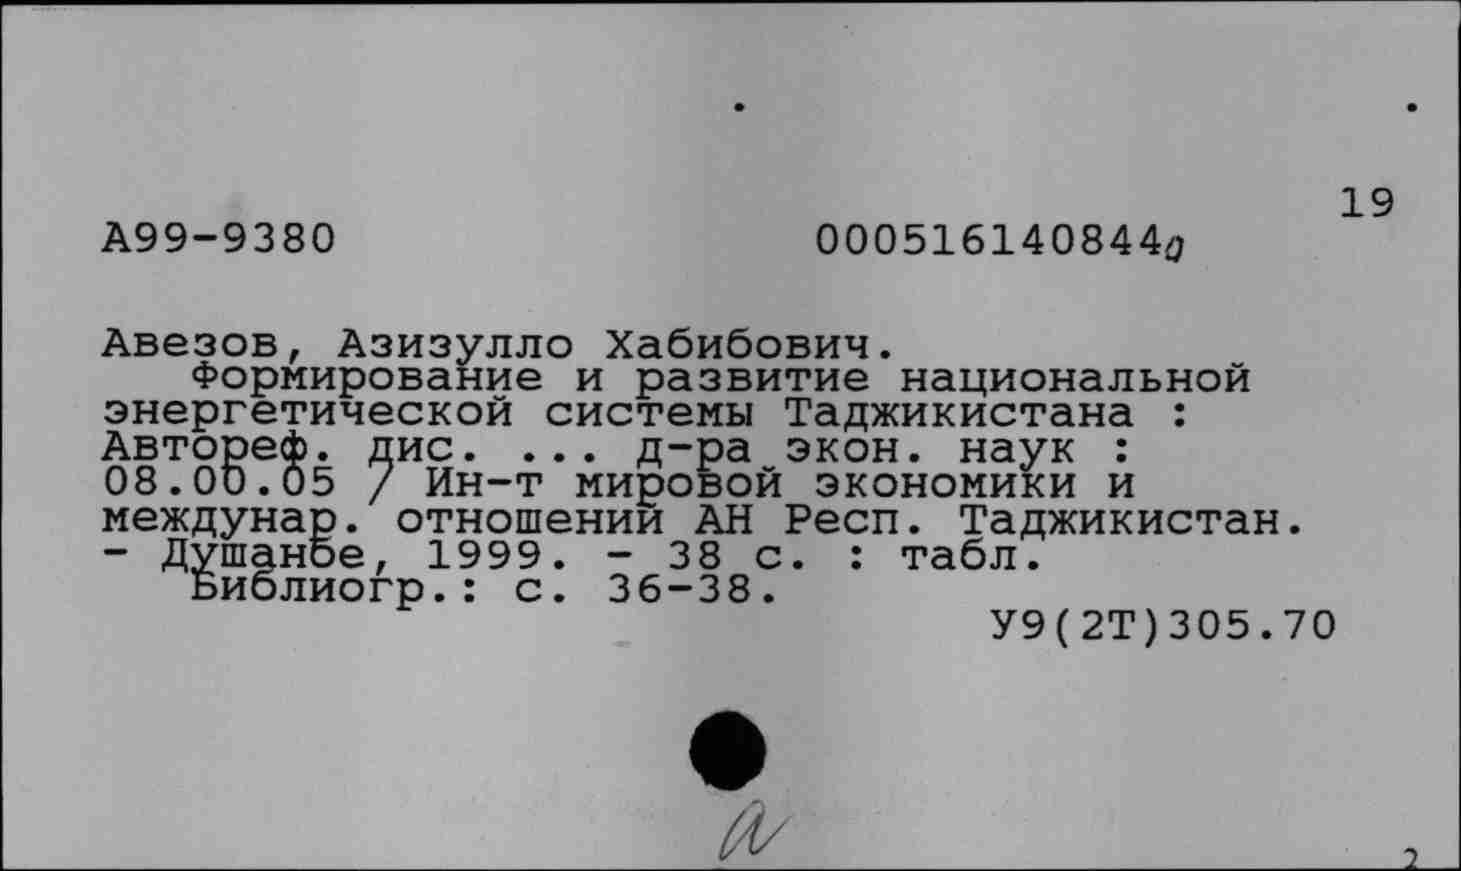 19
А99-9380 000516140844
Авезов, Азизулло Хабибович.
Формирование и развитие национальной
энергетической системы Таджикистана :
Автореф. дис. ... д-ра экон. наук :
08.00.05 / Ин-т мировой экономики и
междунар. отношений АН Респ. Таджикистан.
- Душанбе, 1999. - 38 с. : табл.
Библиогр.: с. 36-38.
У9(2Т)305.70